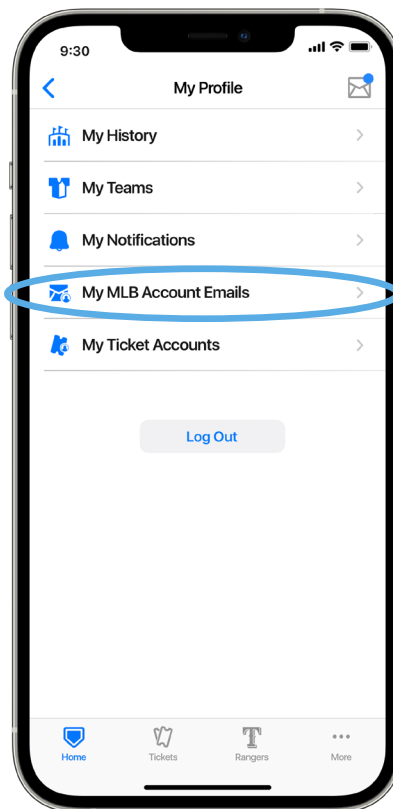 9:30
My Profile
My History
My Teams
My Notifications
My MLB Account Emails
My Ticket Accounts
Log Out
Home
Tickets
Rangers
More